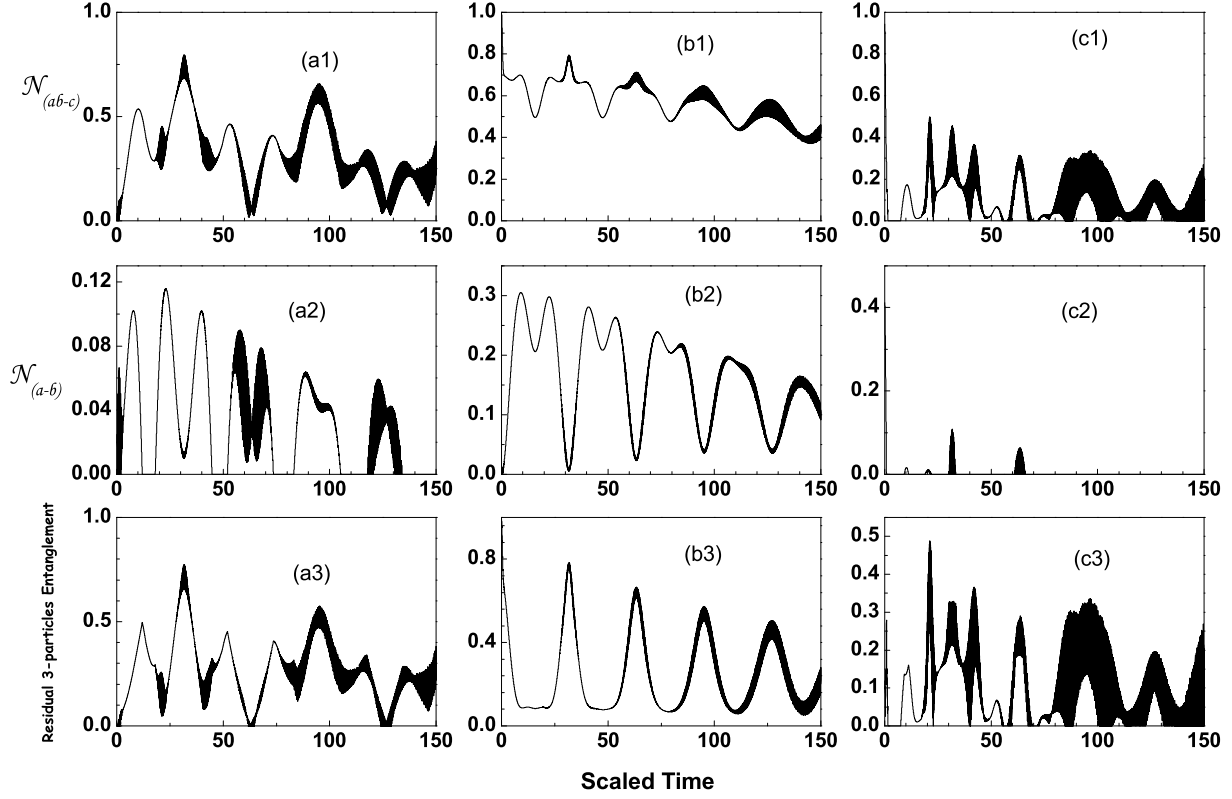 1.0 1.0 1.0
(a1) (b1) (c1)
0.8 0.8
𝒩(ab-c)
0.5 0.6 0.6
0.4 0.4
0.2 0.2
0.0 0.0 0.0
0 50 100 150 0 50 100 150 0 50 100 150
0.12 0.3 0.4
(a2) (b2) (c2)
0.08 0.2
𝒩(a-b)
0.2
0.04 0.1
0.00 0.0 0.0
0 50 100 150 0 50 100 150 0 50 100 150
Residual 3-particles Entanglement
1.0 0.8 0.5
(a3) (b3) (c3)
0.4
0.5 0.4 0.3
0.2
0.1
0.0 0.0 0.0
0 50 100 150 0 50 100 150 0 50 100 150
Scaled Time